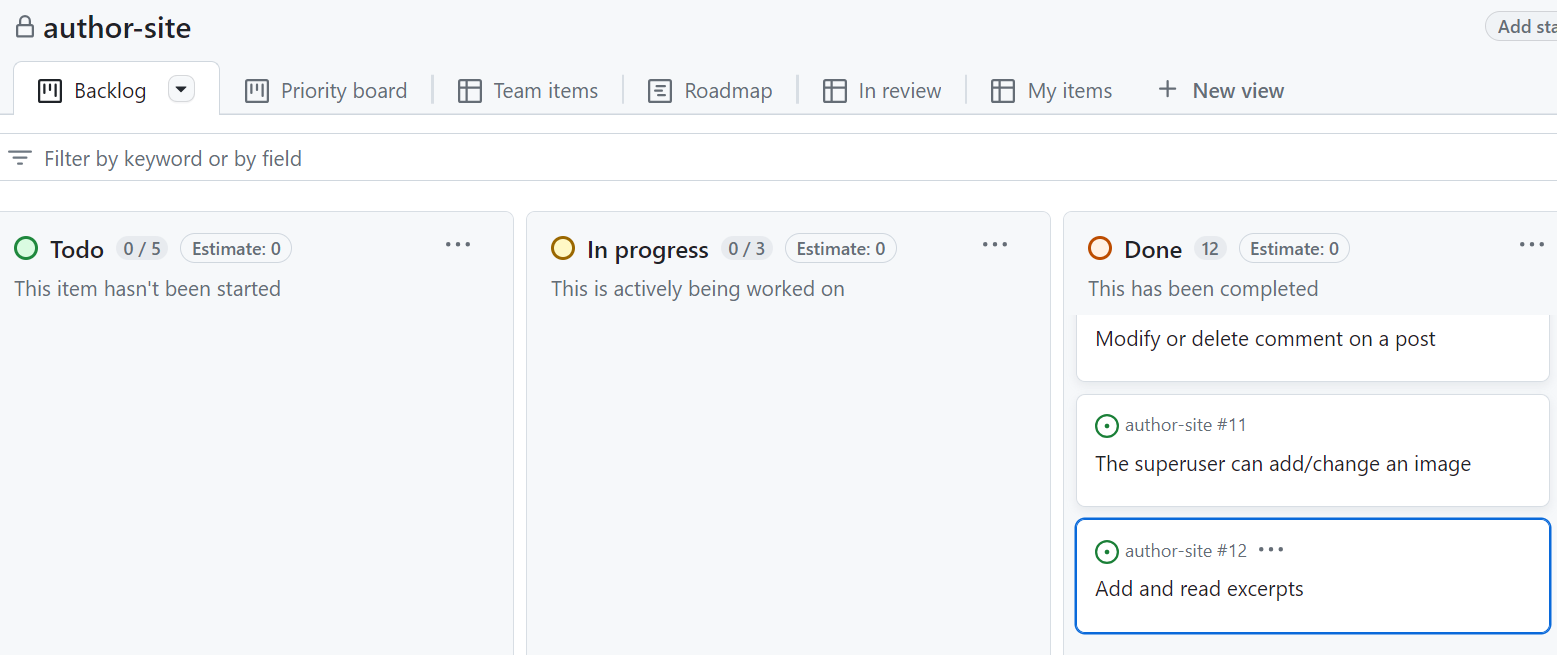 author-site
Add sta
Backlog
Priority board
Team items
Roadmap
In review
My items
New view
Filter by keyword or by field
Todo 0 / 5 Estimate: 0
This item hasn't been started
In progress 0 / 3 Estimate: 0
This is actively being worked on
Done 12 Estimate: 0
This has been completed
Modify or delete comment on a post
author-site #11
The superuser can add/change an image
author-site #12
Add and read excerpts